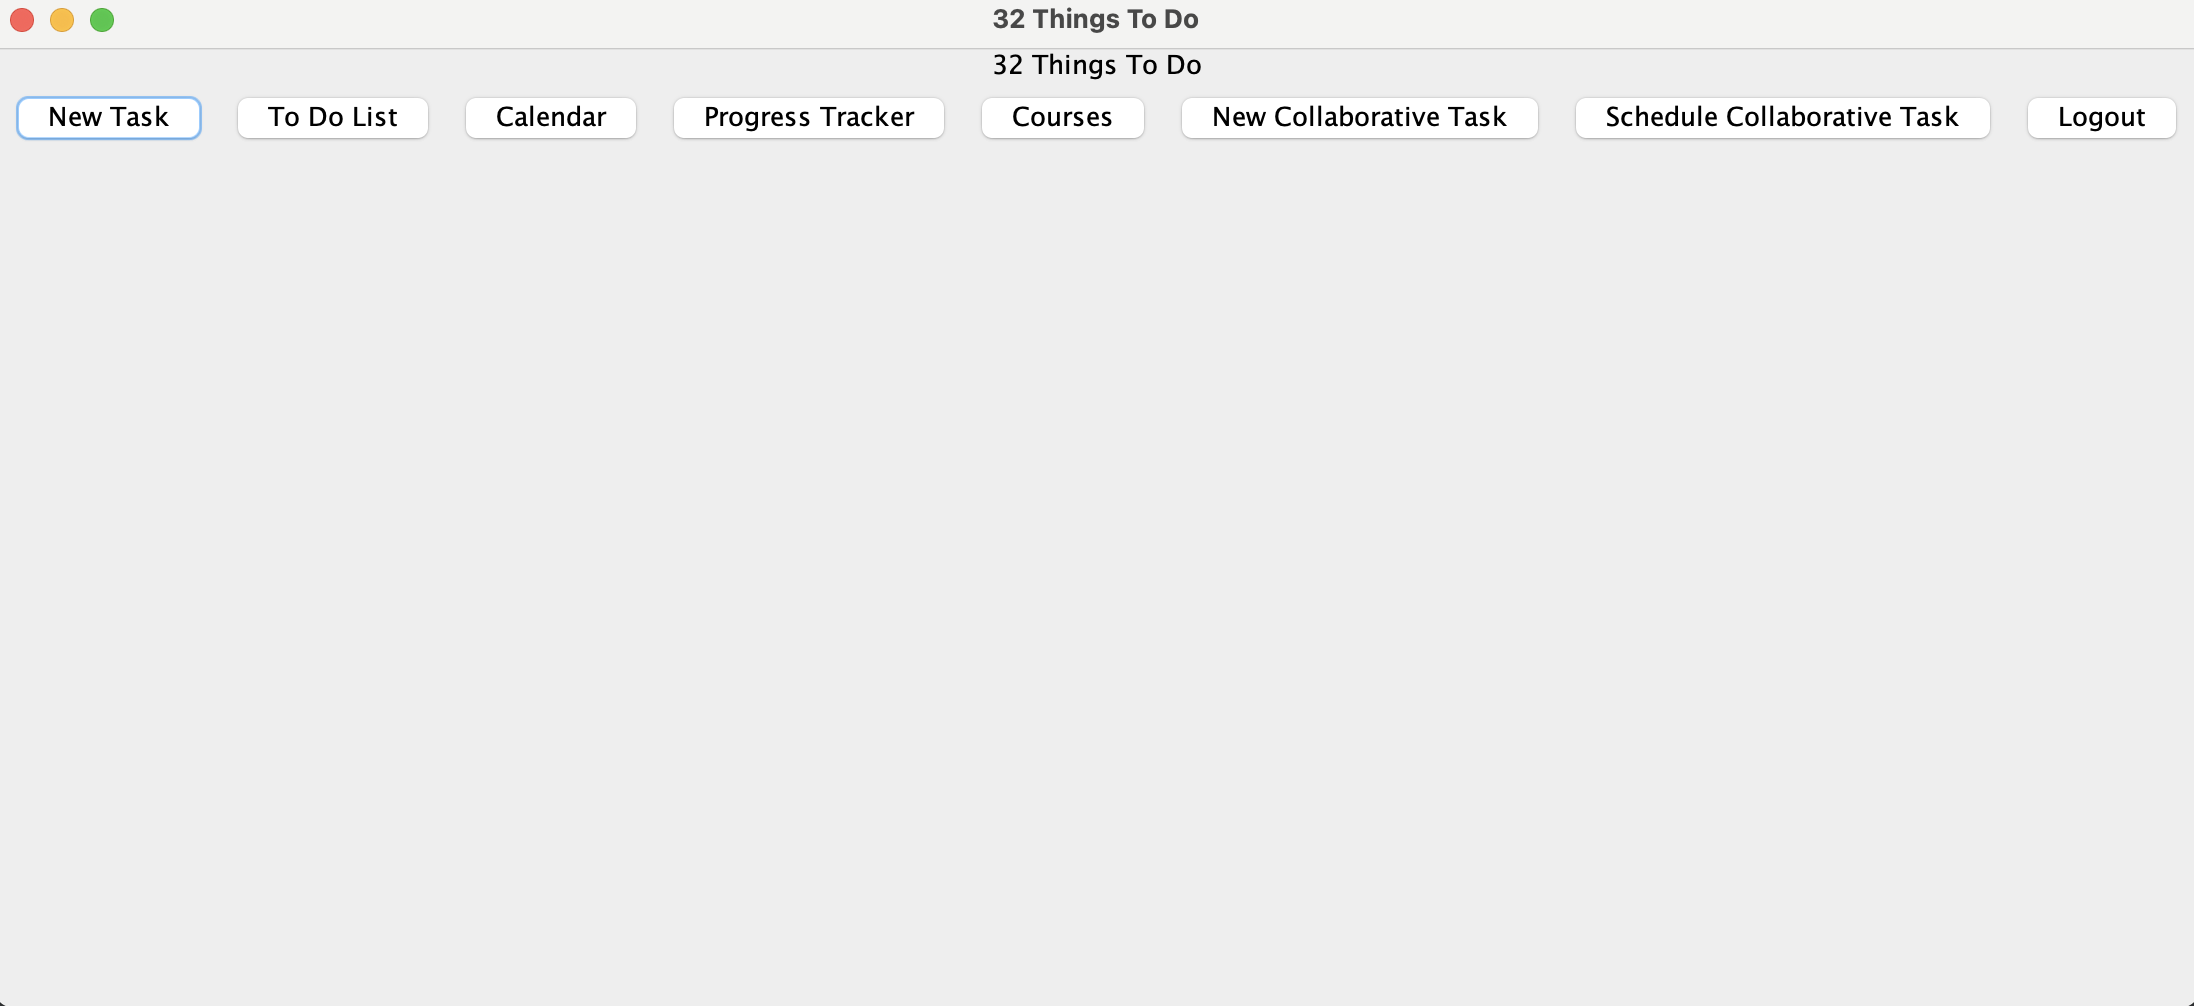 32 Things To Do
32 Things To Do
New Task To Do List Calendar Progress Tracker Courses New Collaborative Task Schedule Collaborative Task Logout